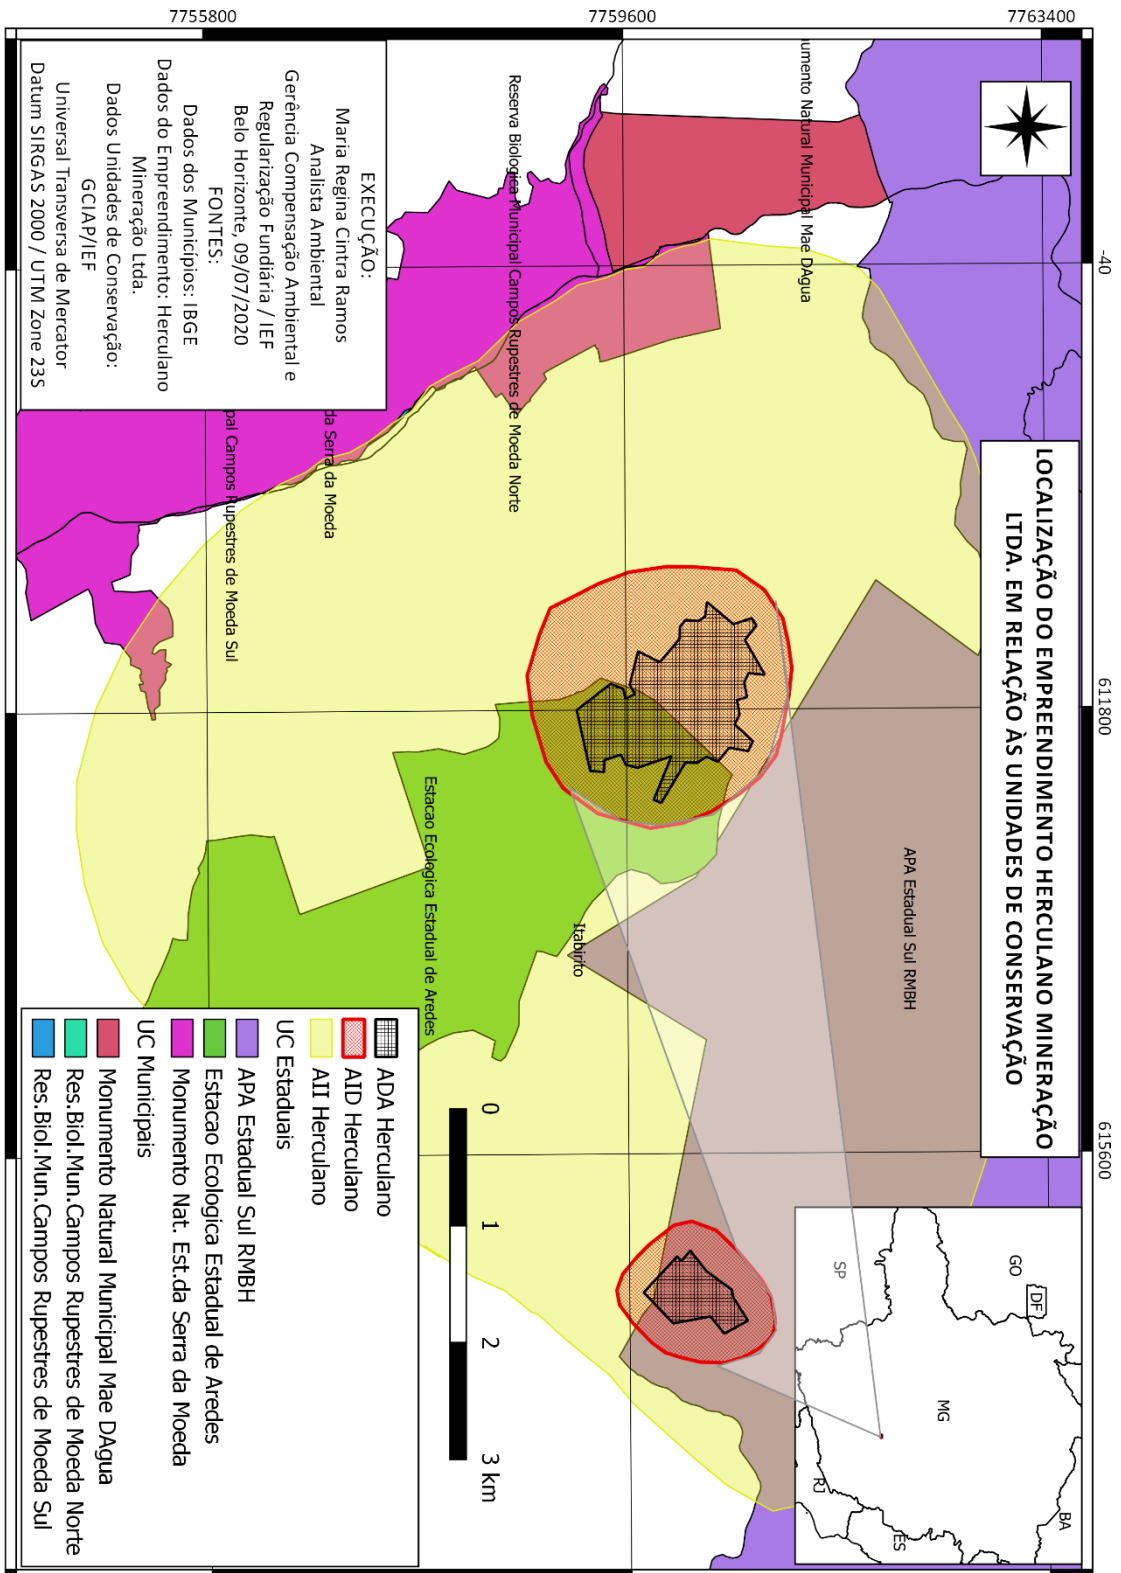 7755800
7759600
7763400
-40
611800
615600
LOCALIZAÇÃO DO EMPREENDIMENTO HERCULANO MINERAÇÃO
LTDA. EM RELAÇÃO ÀS UNIDADES DE CONSERVAÇÃO
umento Natural Municipal Mae DAgua
Reserva Biologica Municipal Campos Rupestres de Moeda Norte
da Serra da Moeda
pal Campos Rupestres de Moeda Sul
APA Estadual Sul RMBH
Itabirito
Estacao Ecologica Estadual de Aredes
EXECUÇÃO:
Maria Regina Cintra Ramos
Analista Ambiental
Gerência Compensação Ambiental e
Regularização Fundiária / IEF
Belo Horizonte, 09/07/2020
FONTES:
Dados dos Municípios: IBGE
Dados do Empreendimento: Herculano
Mineração Ltda.
Dados Unidades de Conservação:
GCIAP/IEF
Universal Transversa de Mercator
Datum SIRGAS 2000 / UTM Zone 23S
GO
DF
SP
MG
BA
RJ
ES
0 1 2 3 km
ADA Herculano
AID Herculano
AII Herculano
UC Estaduais
APA Estadual Sul RMBH
Estacao Ecologica Estadual de Aredes
Monumento Nat. Est.da Serra da Moeda
UC Municipais
Monumento Natural Municipal Mae DAgua
Res.Biol.Mun.Campos Rupestres de Moeda Norte
Res.Biol.Mun.Campos Rupestres de Moeda Sul